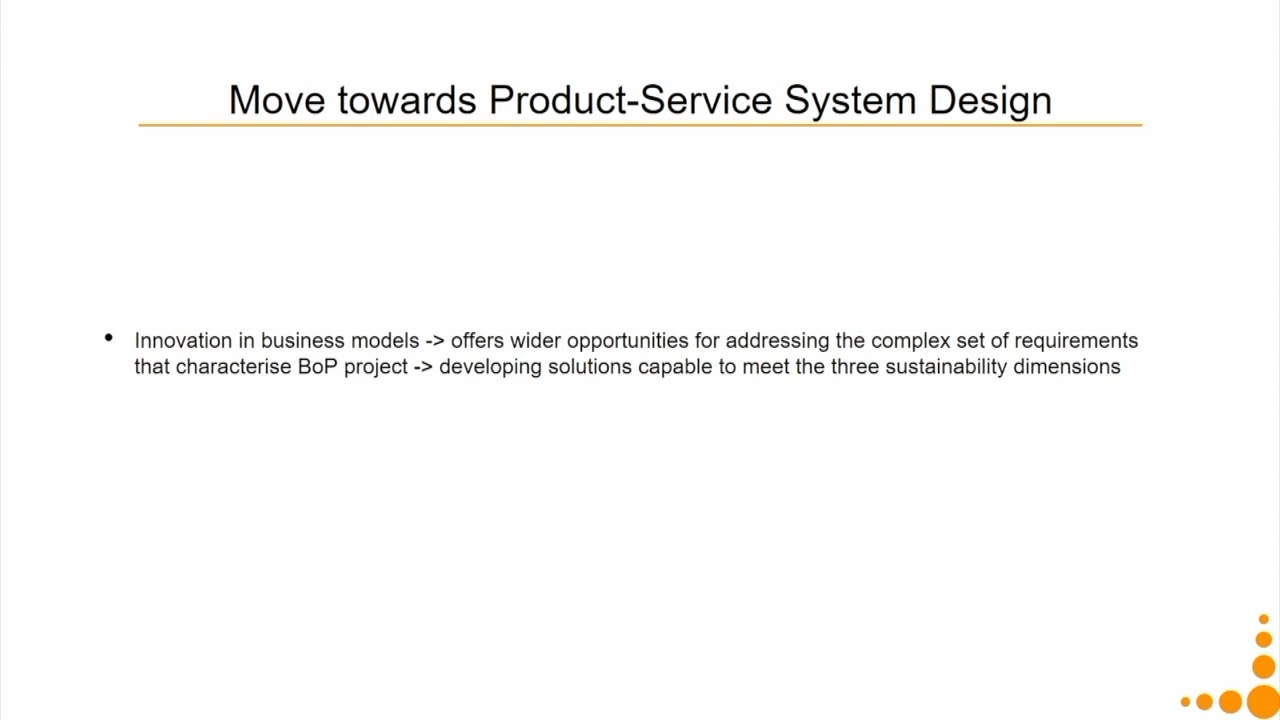 Move towards Product-Service System Design
• Innovation in business models -> offers wider opportunities for addressing the complex set of requirements
that characterise BoP project -> developing solutions capable to meet the three sustainability dimensions